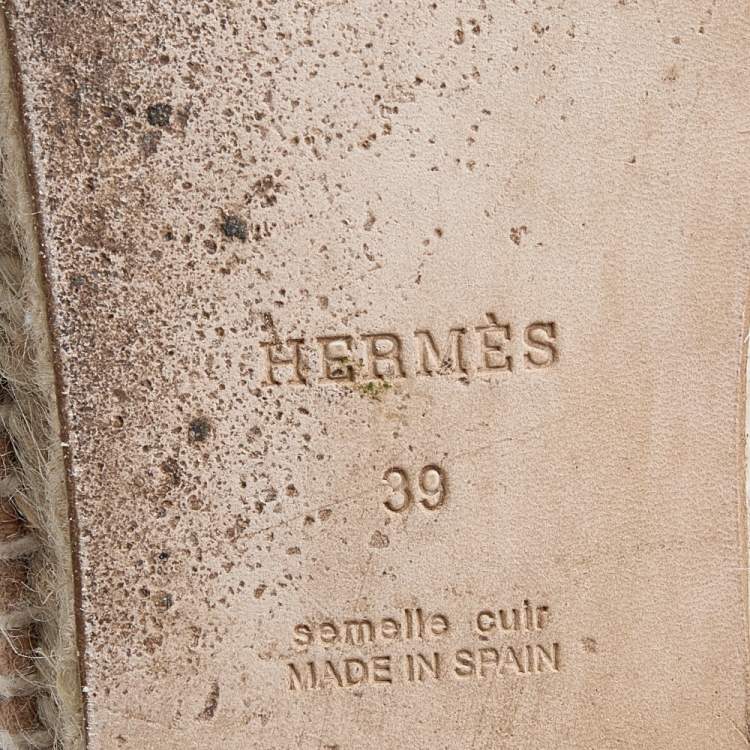 HERMÈS
39
semelle cuir
MADE IN SPAIN